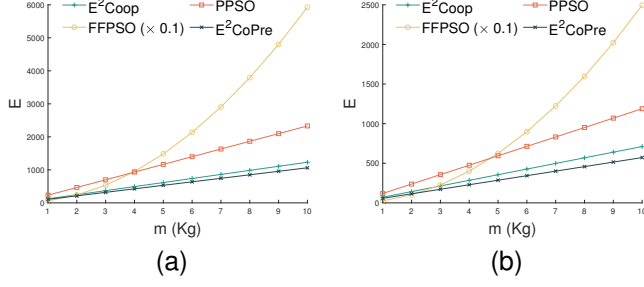 E²Coop PPSO
FFPSO (× 0.1) E²CoPre
6000
5000
4000
3000
2000
1000
0
E
1 2 3 4 5 6 7 8 9 10
m (Kg)
(a)
E²Coop PPSO
FFPSO (× 0.1) E²CoPre
2500
2000
1500
1000
500
0
E
1 2 3 4 5 6 7 8 9 10
m (Kg)
(b)